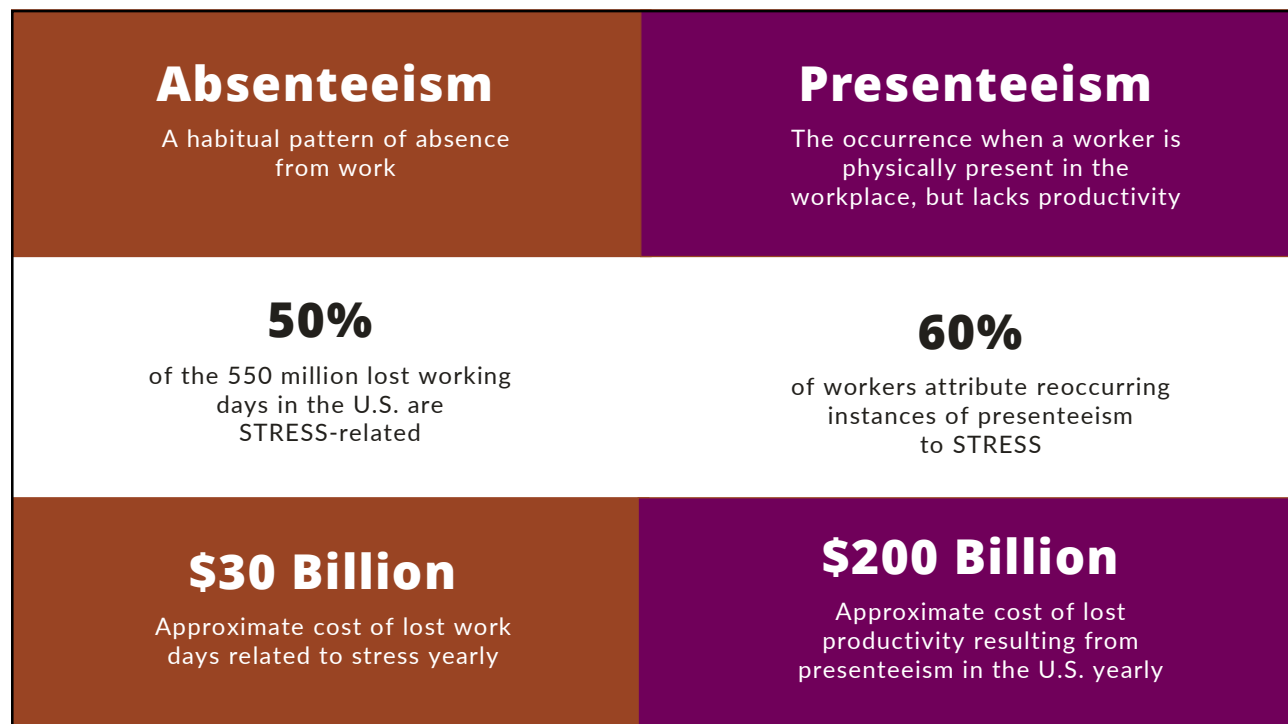 Absenteeism
A habitual pattern of absence
from work
Presenteeism
The occurrence when a worker is
physically present in the
workplace, but lacks productivity
50%
of the 550 million lost working
days in the U.S. are
STRESS-related
60%
of workers attribute reoccurring
instances of presenteeism
to STRESS
$30 Billion
Approximate cost of lost work
days related to stress yearly
$200 Billion
Approximate cost of lost
productivity resulting from
presenteeism in the U.S. yearly